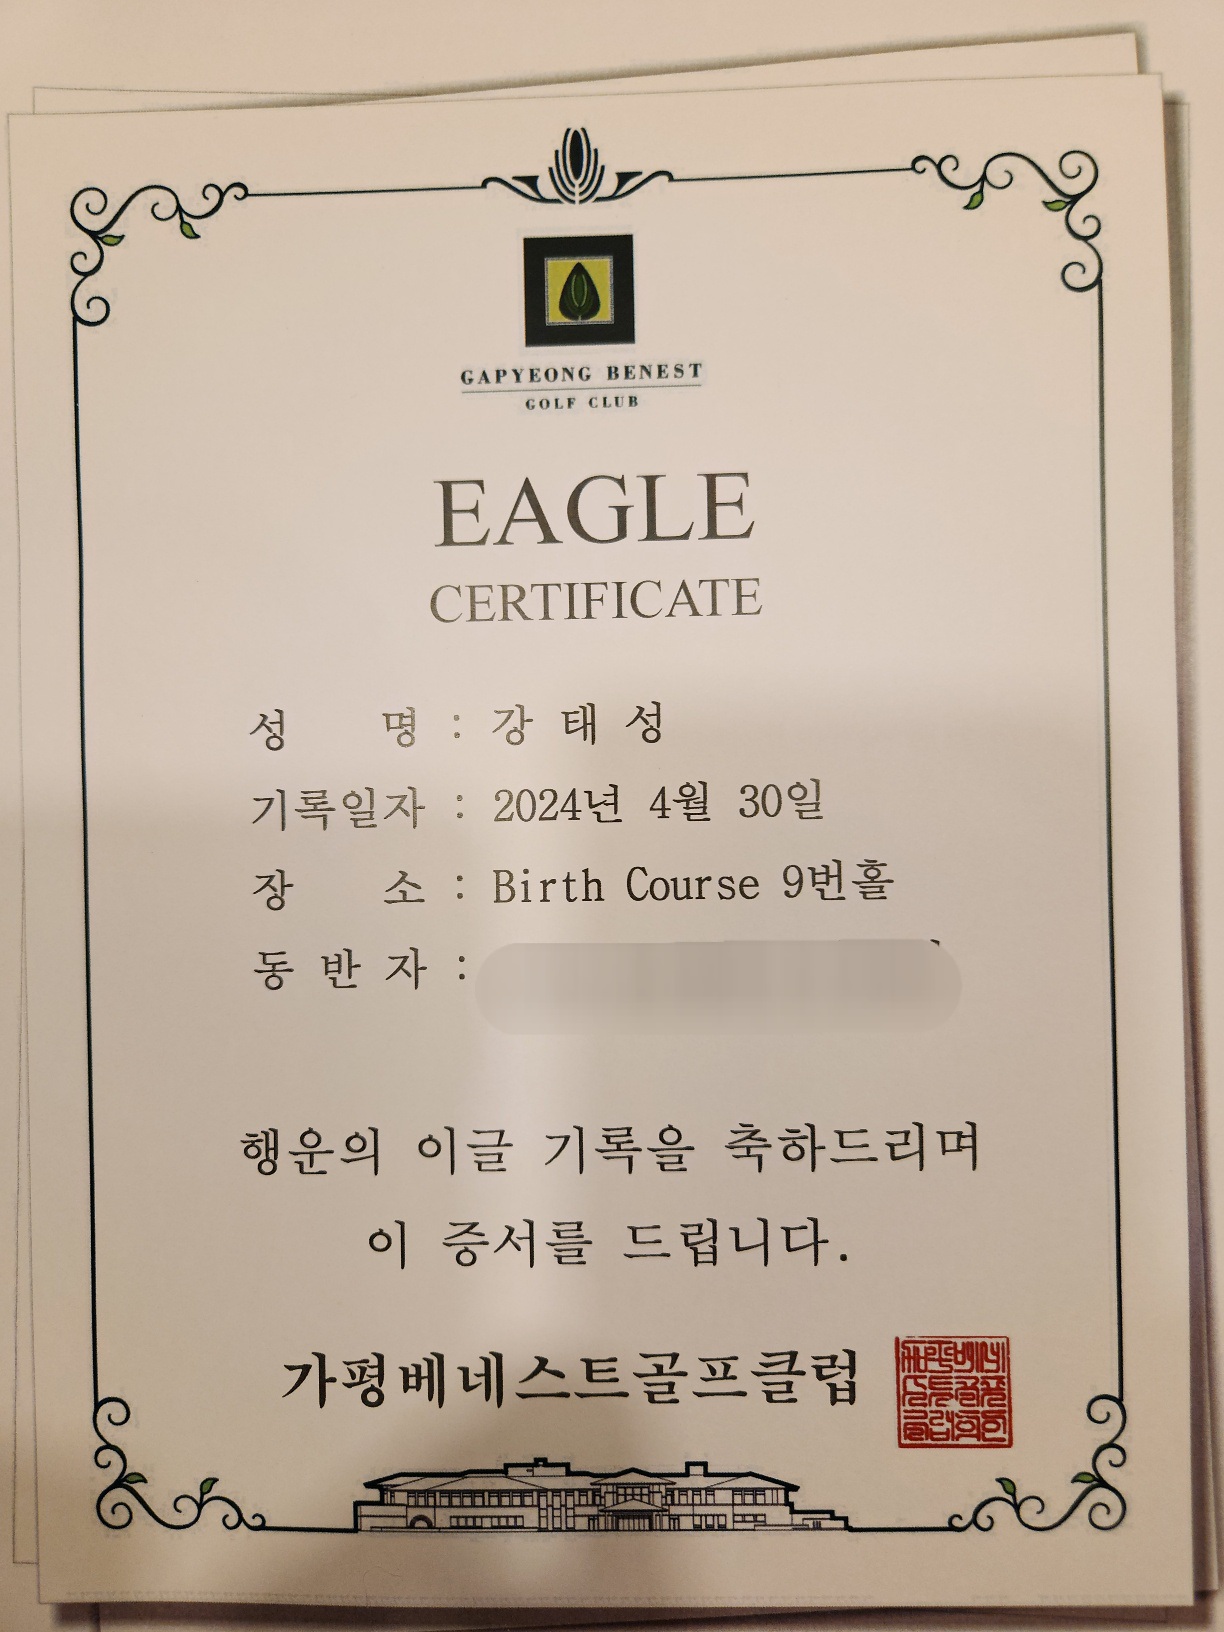 GAPYEONG BENEST
GOLF CLUB
EAGLE
CERTIFICATE
성 명 : 강 태 성
기록일자 : 2024년 4월 30일
장 소 : Birth Course 9번홀
동 반 자 :
행운의 이글 기록을 축하드리며
이 증서를 드립니다.
가평베네스트골프클럽